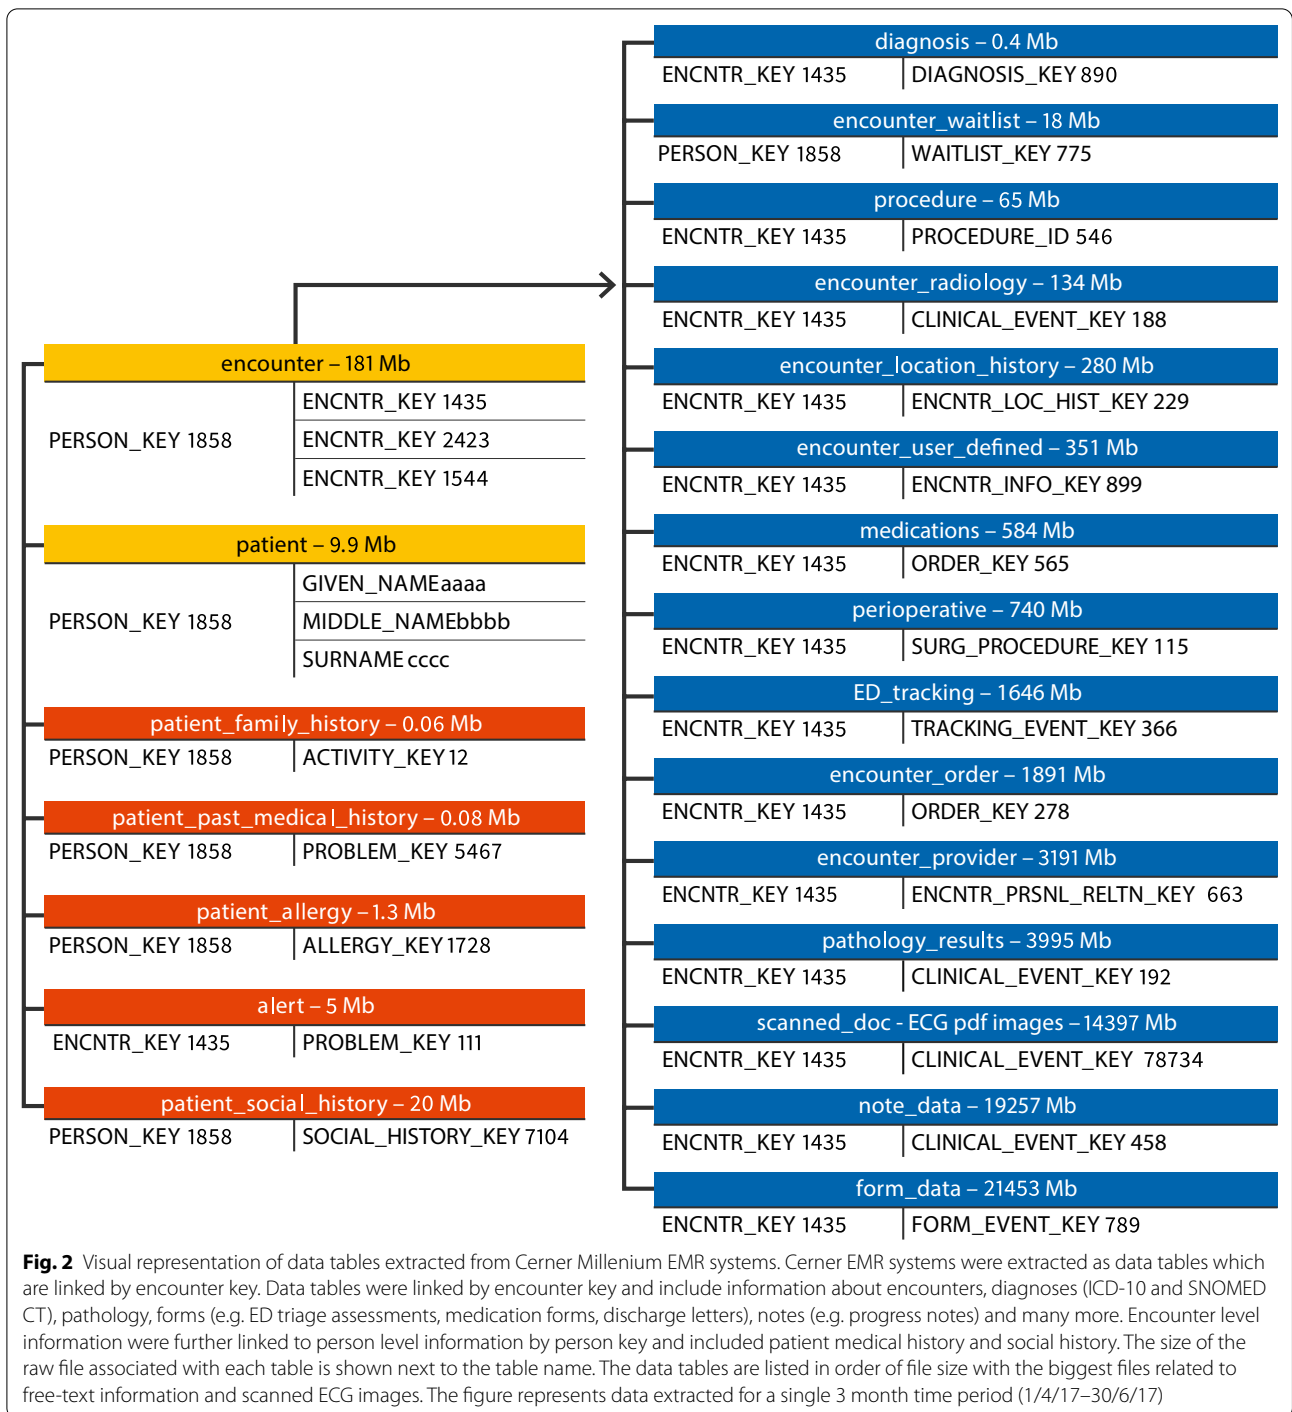 encounter – 181 Mb
PERSON_KEY 1858
ENCNTR_KEY 1435
ENCNTR_KEY 2423
ENCNTR_KEY 1544
patient – 9.9 Mb
PERSON_KEY 1858
GIVEN_NAMEaaaa
MIDDLE_NAMEbbbb
SURNAME cccc
patient_family_history – 0.06 Mb
PERSON_KEY 1858 ACTIVITY_KEY 12
patient_past_medical_history – 0.08 Mb
PERSON_KEY 1858 PROBLEM_KEY 5467
patient_allergy – 1.3 Mb
PERSON_KEY 1858 ALLERGY_KEY 1728
alert – 5 Mb
ENCNTR_KEY 1435 PROBLEM_KEY 111
patient_social_history – 20 Mb
PERSON_KEY 1858 SOCIAL_HISTORY_KEY 7104
diagnosis – 0.4 Mb
ENCNTR_KEY 1435 DIAGNOSIS_KEY 890
encounter_waitlist – 18 Mb
PERSON_KEY 1858 WAITLIST_KEY 775
procedure – 65 Mb
ENCNTR_KEY 1435 PROCEDURE_ID 546
encounter_radiology – 134 Mb
ENCNTR_KEY 1435 CLINICAL_EVENT_KEY 188
encounter_location_history – 280 Mb
ENCNTR_KEY 1435 ENCNTR_LOC_HIST_KEY 229
encounter_user_defined – 351 Mb
ENCNTR_KEY 1435 ENCNTR_INFO_KEY 899
medications – 584 Mb
ENCNTR_KEY 1435 ORDER_KEY 565
perioperative – 740 Mb
ENCNTR_KEY 1435 SURG_PROCEDURE_KEY 115
ED_tracking – 1646 Mb
ENCNTR_KEY 1435 TRACKING_EVENT_KEY 366
encounter_order – 1891 Mb
ENCNTR_KEY 1435 ORDER_KEY 278
encounter_provider – 3191 Mb
ENCNTR_KEY 1435 ENCNTR_PRSNL_RELTN_KEY 663
pathology_results – 3995 Mb
ENCNTR_KEY 1435 CLINICAL_EVENT_KEY 192
scanned_doc - ECG pdf images – 14397 Mb
ENCNTR_KEY 1435 CLINICAL_EVENT_KEY 78734
note_data – 19257 Mb
ENCNTR_KEY 1435 CLINICAL_EVENT_KEY 458
form_data – 21453 Mb
ENCNTR_KEY 1435 FORM_EVENT_KEY 789
Fig. 2 Visual representation of data tables extracted from Cerner Millenium EMR systems. Cerner EMR systems were extracted as data tables which
are linked by encounter key. Data tables were linked by encounter key and include information about encounters, diagnoses (ICD-10 and SNOMED
CT), pathology, forms (e.g. ED triage assessments, medication forms, discharge letters), notes (e.g. progress notes) and many more. Encounter level
information were further linked to person level information by person key and included patient medical history and social history. The size of the
raw file associated with each table is shown next to the table name. The data tables are listed in order of file size with the biggest files related to
free-text information and scanned ECG images. The figure represents data extracted for a single 3 month time period (1/4/17–30/6/17)